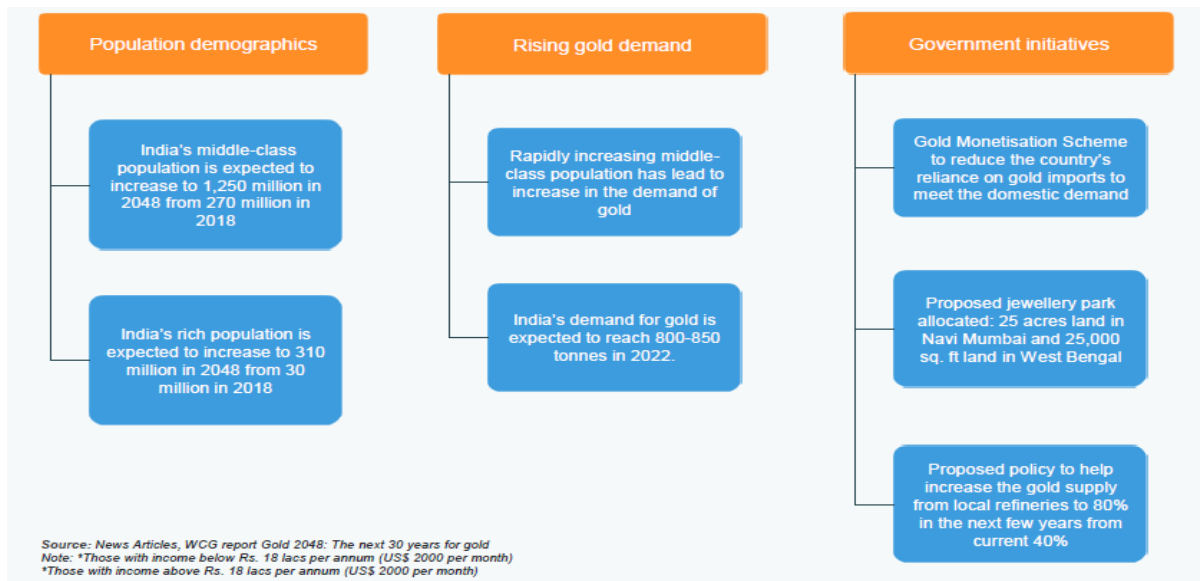 Population demographics
India's middle-class
population is expected to
increase to 1,250 million in
2048 from 270 million in
2018
India's rich population is
expected to increase to 310
million in 2048 from 30
million in 2018
Rising gold demand
Rapidly increasing middle-
class population has lead to
increase in the demand of
gold
India's demand for gold is
expected to reach 800-850
tonnes in 2022.
Government initiatives
Gold Monetisation Scheme
to reduce the country's
reliance on gold imports to
meet the domestic demand
Proposed jewellery park
allocated: 25 acres land in
Navi Mumbai and 25,000
sq. ft land in West Bengal
Proposed policy to help
increase the gold supply
from local refineries to 80%
in the next few years from
current 40%
Source: News Articles, WCG report Gold 2048: The next 30 years for gold
Note: *Those with income below Rs. 18 lacs per annum (US$ 2000 per month)
*Those with income above Rs. 18 lacs per annum (US$ 2000 per month)